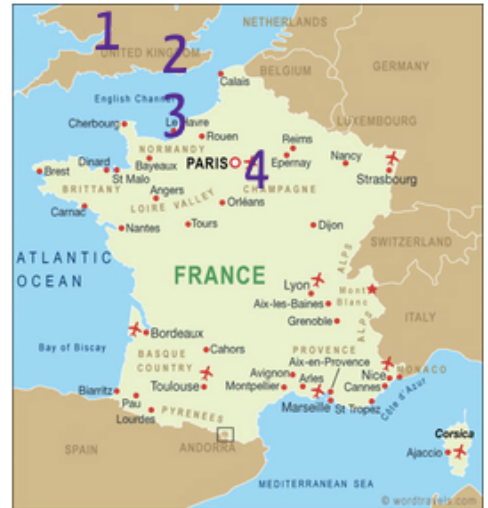 1
NETHERLANDS
2
UNITED KINGDOM
Calais
BELGIUM
GERMANY
English Channel
3
Cherbourg
Le Havre
LUXEMBOURG
Rouen
NORMANDY
Reims
PARIS
4
Epernay
Nancy
Strasbourg
Dinard
Bayeaux
Brest
St Malo
BRITTANY
Angers
CHAMPAGNE
LOIRE VALLEY
Orléans
Carnac
Nantes
Tours
Dijon
SWITZERLAND
ATLANTIC
OCEAN
ALPS
FRANCE
Lyon
Mont
Blanc
Aix-les-Baines
ALPS
ITALY
Grenoble
Bordeaux
Bay of Biscay
Cahors
PROVENCE
BASQUE
COUNTRY
Aix-en-Provence
Avignon
Arles
Nice
MONACO
Biarritz
Toulouse
Montpellier
Cannes
Côte d'Azur
Pau
Marseille
St Tropez
Lourdes
PYRENEES
Corsica
SPAIN
ANDORRA
Ajaccio
MEDITERRANEAN SEA
© wordtravels.com